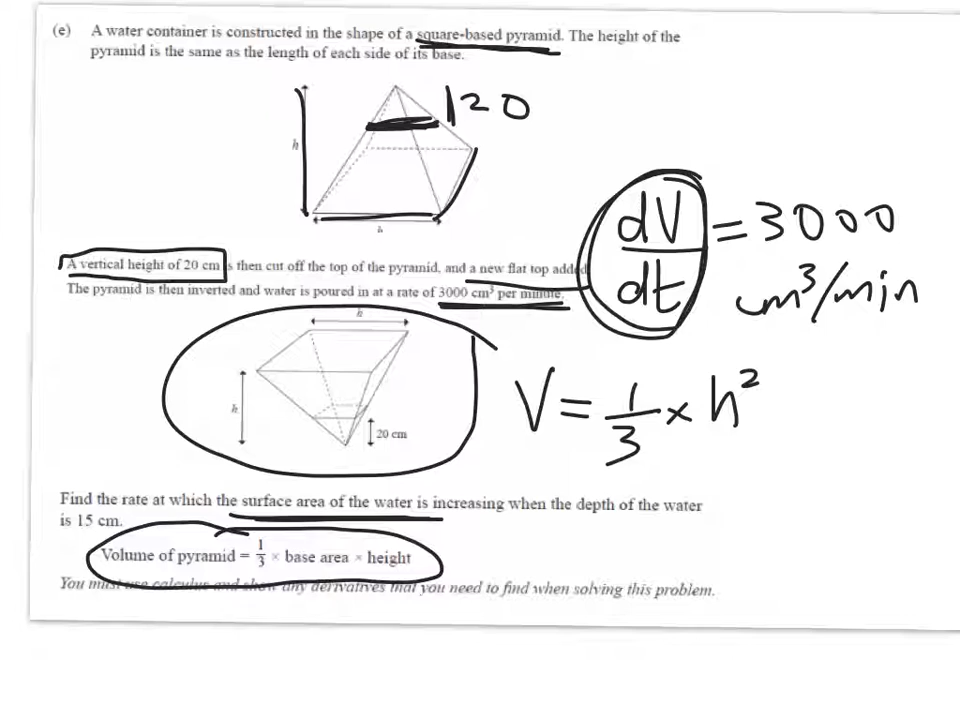 (e) A water container is constructed in the shape of a square-based pyramid. The height of the
pyramid is the same as the length of each side of its base.
120
h
h
dV/dt = 3000
cm³/min
A vertical height of 20 cm is then cut off the top of the pyramid, and a new flat top added
The pyramid is then inverted and water is poured in at a rate of 3000 cm³ per minute.
h
h
20 cm
V = 1/3 × h²
Find the rate at which the surface area of the water is increasing when the depth of the water
is 15 cm.
Volume of pyramid = 1/3 × base area × height
You must use calculus and show any derivatives that you need to find when solving this problem.